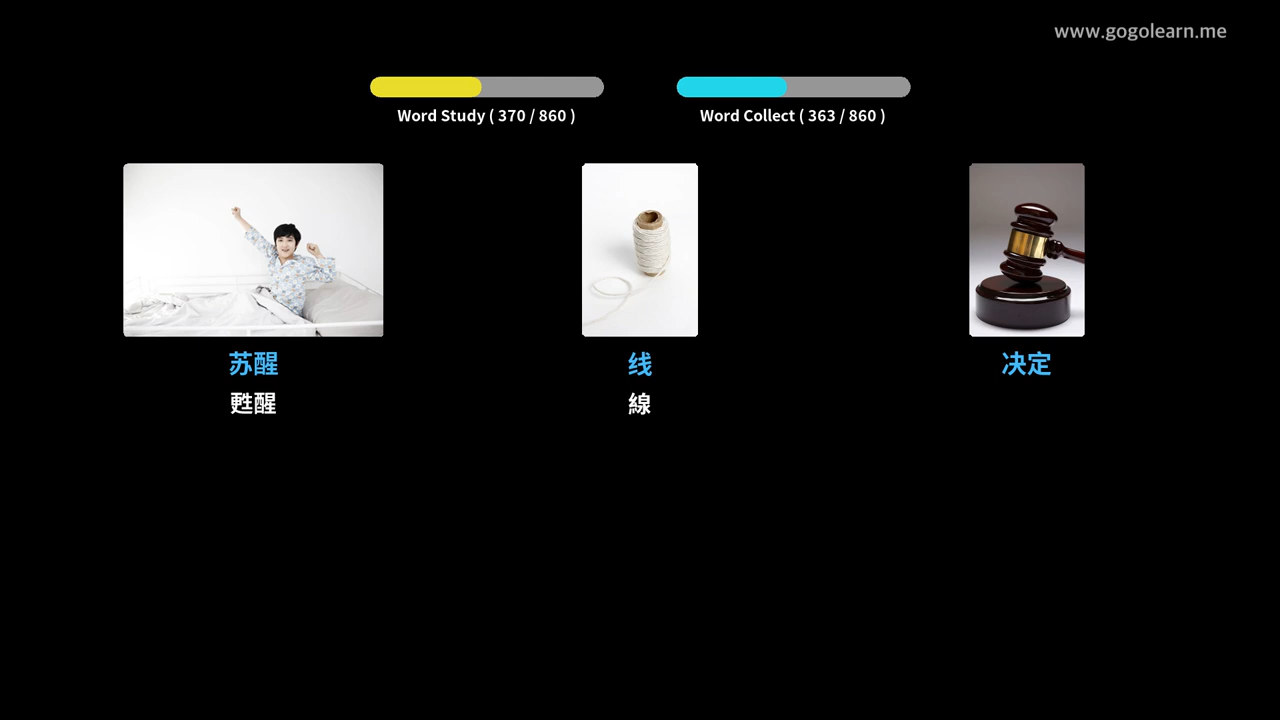 www.gogolearn.me
Word Study ( 370 / 860 )
Word Collect ( 363 / 860 )
苏醒
甦醒
线
線
决定